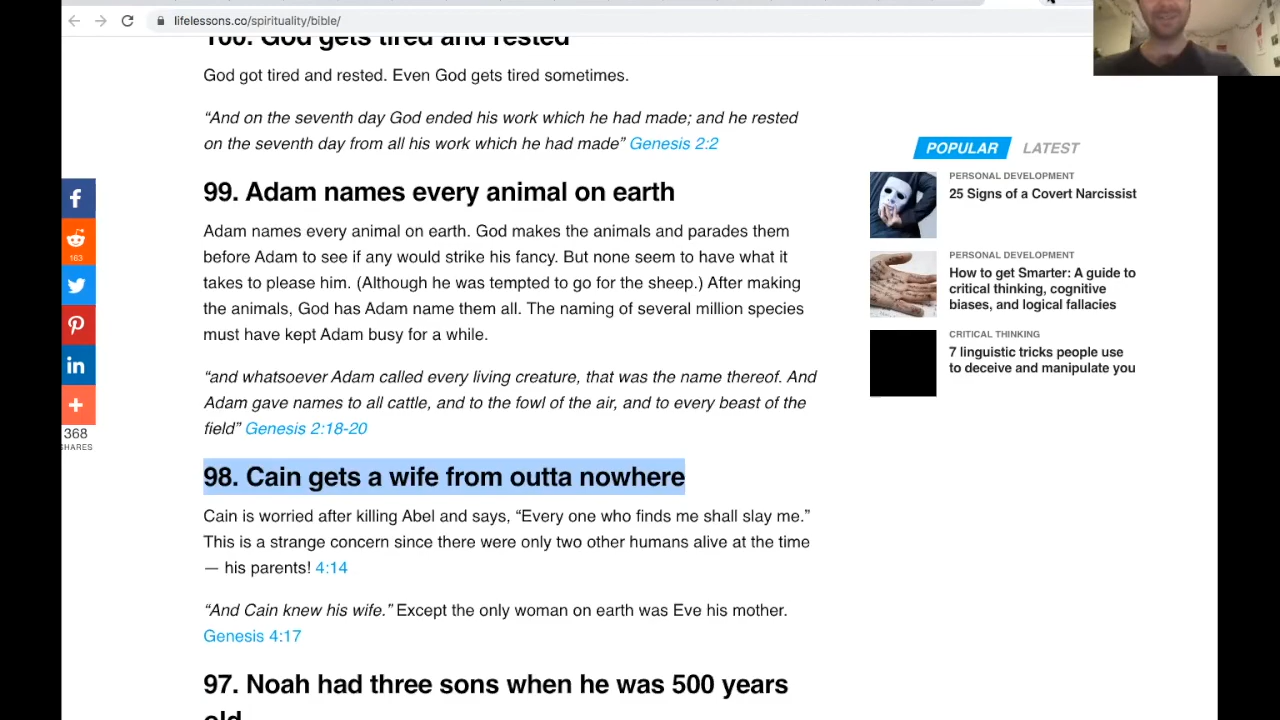 lifelessons.co/spirituality/bible/
100. God gets tired and rested
God got tired and rested. Even God gets tired sometimes.
“And on the seventh day God ended his work which he had made; and he rested
on the seventh day from all his work which he had made” Genesis 2:2
99. Adam names every animal on earth
Adam names every animal on earth. God makes the animals and parades them
before Adam to see if any would strike his fancy. But none seem to have what it
takes to please him. (Although he was tempted to go for the sheep.) After making
the animals, God has Adam name them all. The naming of several million species
must have kept Adam busy for a while.
“and whatsoever Adam called every living creature, that was the name thereof. And
Adam gave names to all cattle, and to the fowl of the air, and to every beast of the
field” Genesis 2:18-20
98. Cain gets a wife from outta nowhere
Cain is worried after killing Abel and says, “Every one who finds me shall slay me.”
This is a strange concern since there were only two other humans alive at the time
— his parents! 4:14
“And Cain knew his wife.” Except the only woman on earth was Eve his mother.
Genesis 4:17
97. Noah had three sons when he was 500 years
old
183
368
SHARES
POPULAR LATEST
PERSONAL DEVELOPMENT
25 Signs of a Covert Narcissist
PERSONAL DEVELOPMENT
How to get Smarter: A guide to
critical thinking, cognitive
biases, and logical fallacies
CRITICAL THINKING
7 linguistic tricks people use
to deceive and manipulate you